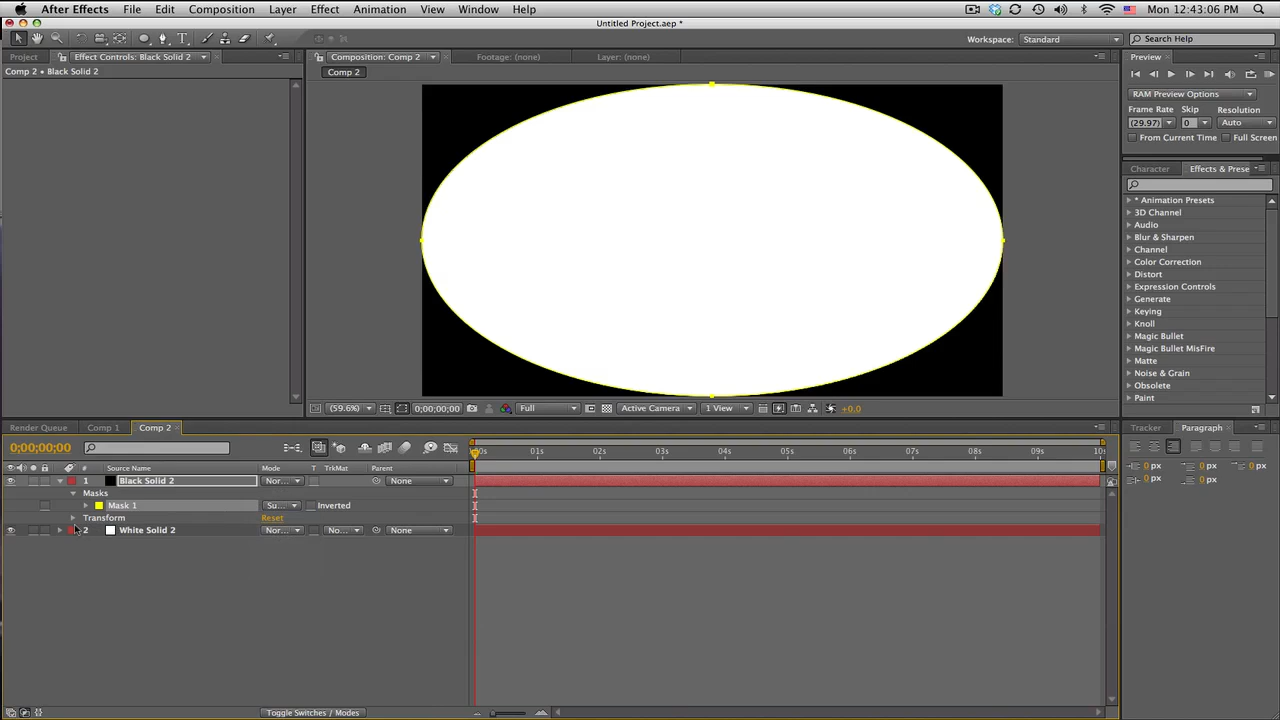 After Effects File Edit Composition Layer Effect Animation View Window Help Mon 12:43:06 PM
Untitled Project.aep *
Workspace: Standard Search Help
Project Effect Controls: Black Solid 2 Composition: Comp 2 Footage: (none) Layer: (none) Preview
Comp 2 • Black Solid 2 Comp 2
RAM Preview Options
Frame Rate Skip Resolution
(29.97) 0 Auto
From Current Time Full Screen
Character Effects & Prese
* Animation Presets
3D Channel
Audio
Blur & Sharpen
Channel
Color Correction
Distort
Expression Controls
Generate
Keying
Knoll
Magic Bullet
Magic Bullet MisFire
Matte
Noise & Grain
Obsolete
Paint
(59.6%) 0;00;00;00 Full Active Camera 1 View +0.0
Render Queue Comp 1 Comp 2 Tracker Paragraph
0;00;00;00 00s 01s 02s 03s 04s 05s 06s 07s 08s 09s 10s
# Source Name Mode T TrkMat Parent
0 px 0 px 0 px
0 px 0 px
1 Black Solid 2 Nor... None
Masks
Mask 1 Su... Inverted
Transform Reset
2 White Solid 2 Nor... No... None
Toggle Switches / Modes